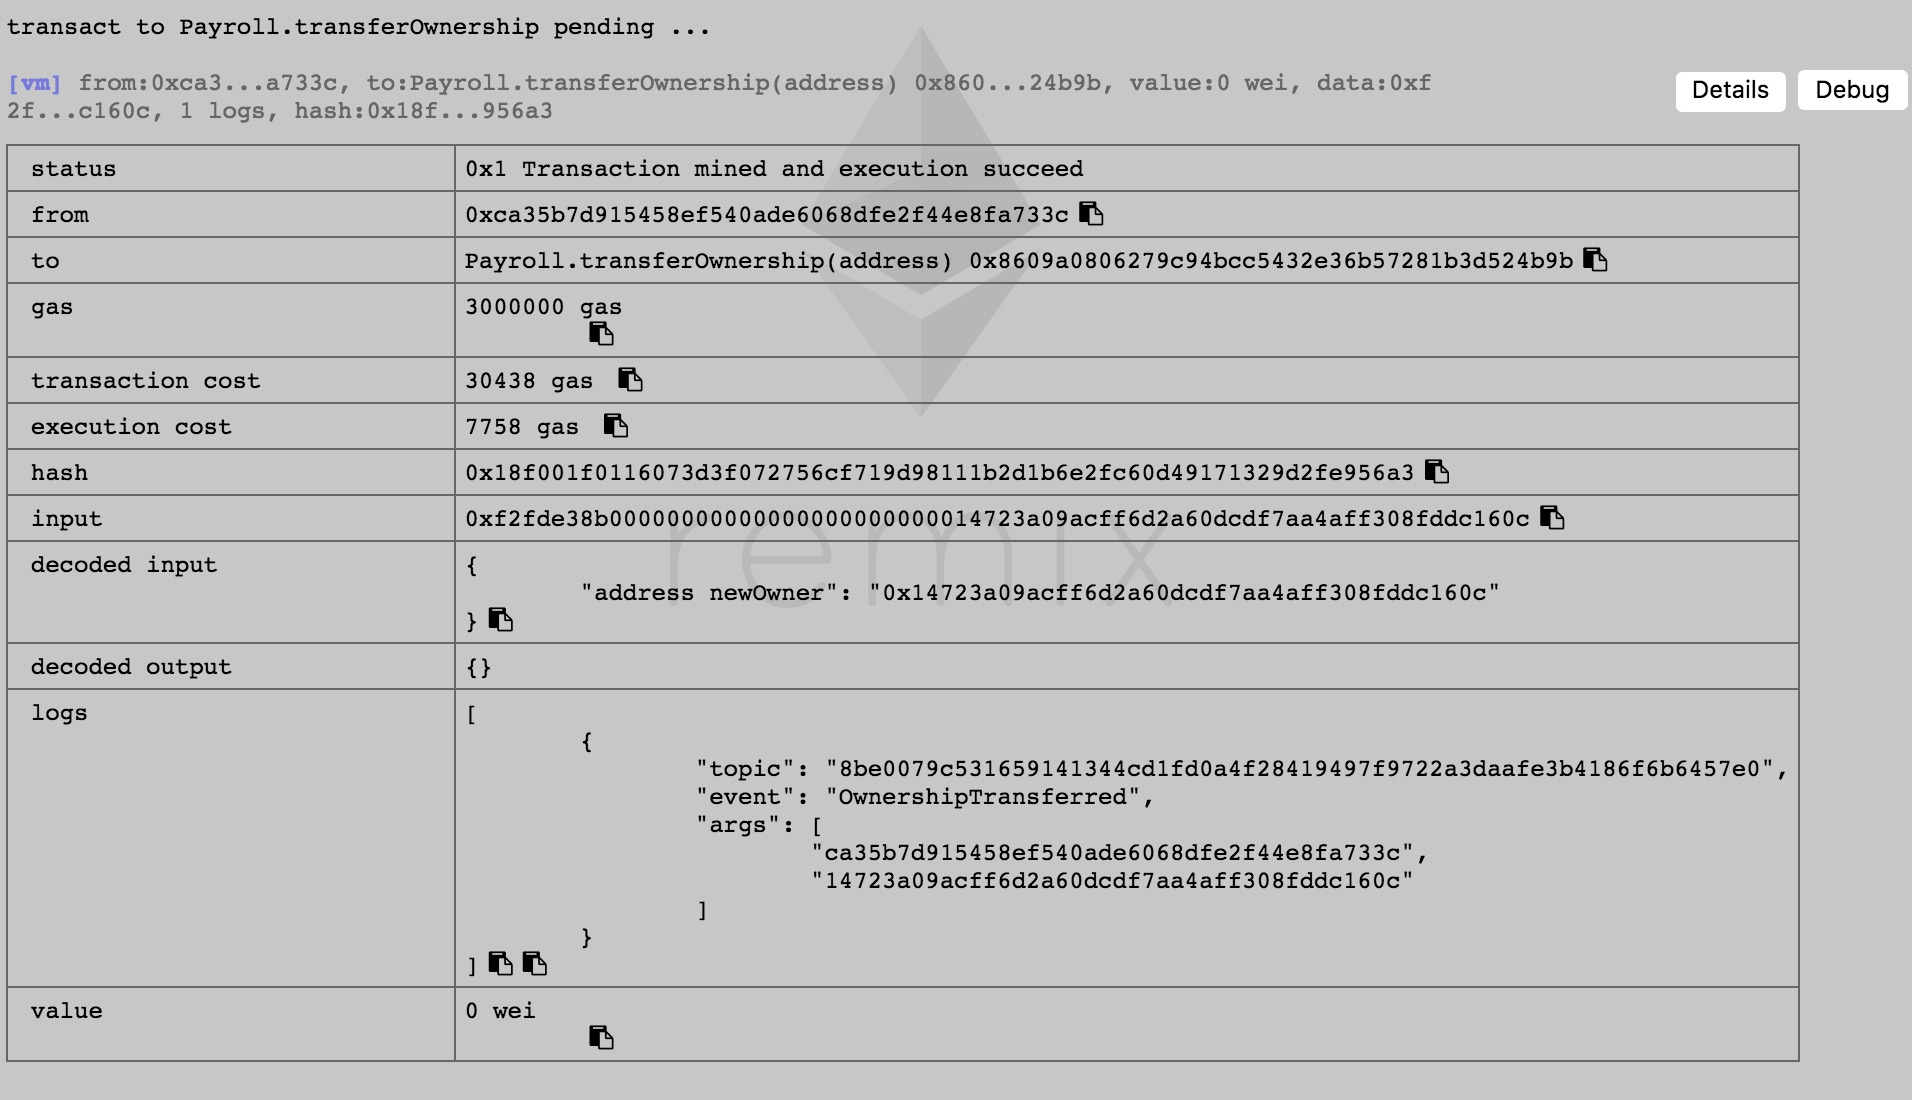 transact to Payroll.transferOwnership pending ...
[vm] from:0xca3...a733c, to:Payroll.transferOwnership(address) 0x860...24b9b, value:0 wei, data:0xf
2f...c160c, 1 logs, hash:0x18f...956a3
Details
Debug
status 0x1 Transaction mined and execution succeed
from 0xca35b7d915458ef540ade6068dfe2f44e8fa733c
to Payroll.transferOwnership(address) 0x8609a0806279c94bcc5432e36b57281b3d524b9b
gas 3000000 gas
transaction cost 30438 gas
execution cost 7758 gas
hash 0x18f001f0116073d3f072756cf719d98111b2d1b6e2fc60d49171329d2fe956a3
input 0xf2fde38b00000000000000000000000014723a09acff6d2a60dcdf7aa4aff308fddc160c
decoded input {
"address newOwner": "0x14723a09acff6d2a60dcdf7aa4aff308fddc160c"
}
remix
decoded output {}
logs [
{
"topic": "8be0079c531659141344cd1fd0a4f28419497f9722a3daafe3b4186f6b6457e0",
"event": "OwnershipTransferred",
"args": [
"ca35b7d915458ef540ade6068dfe2f44e8fa733c",
"14723a09acff6d2a60dcdf7aa4aff308fddc160c"
]
}
]
value 0 wei